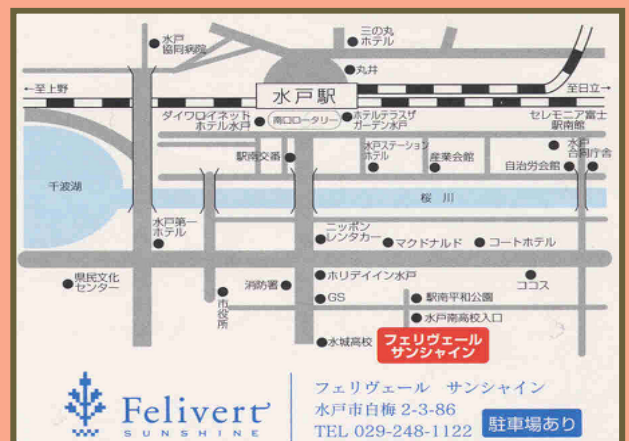 水戸
協同病院
三の丸
ホテル
丸井
←至上野
水戸駅
至日立→
ダイワロイネット
ホテル水戸
南口ロータリー
ホテルテラスザ
ガーデン水戸
セレモニア富士
駅南館
駅南交番
水戸ステーション
ホテル
産業会館
水戸
合同庁舎
自治労会館
千波湖
桜川
水戸第一
ホテル
ニッポン
レンタカー
マクドナルド
コートホテル
県民文化
センター
消防署
ホリデイイン水戸
ココス
市役所
GS
駅南平和公園
水戸南高校入口
水城高校
フェリヴェール
サンシャイン
Felivert
SUNSHINE
フェリヴェール サンシャイン
水戸市白梅 2-3-86
TEL 029-248-1122
駐車場あり